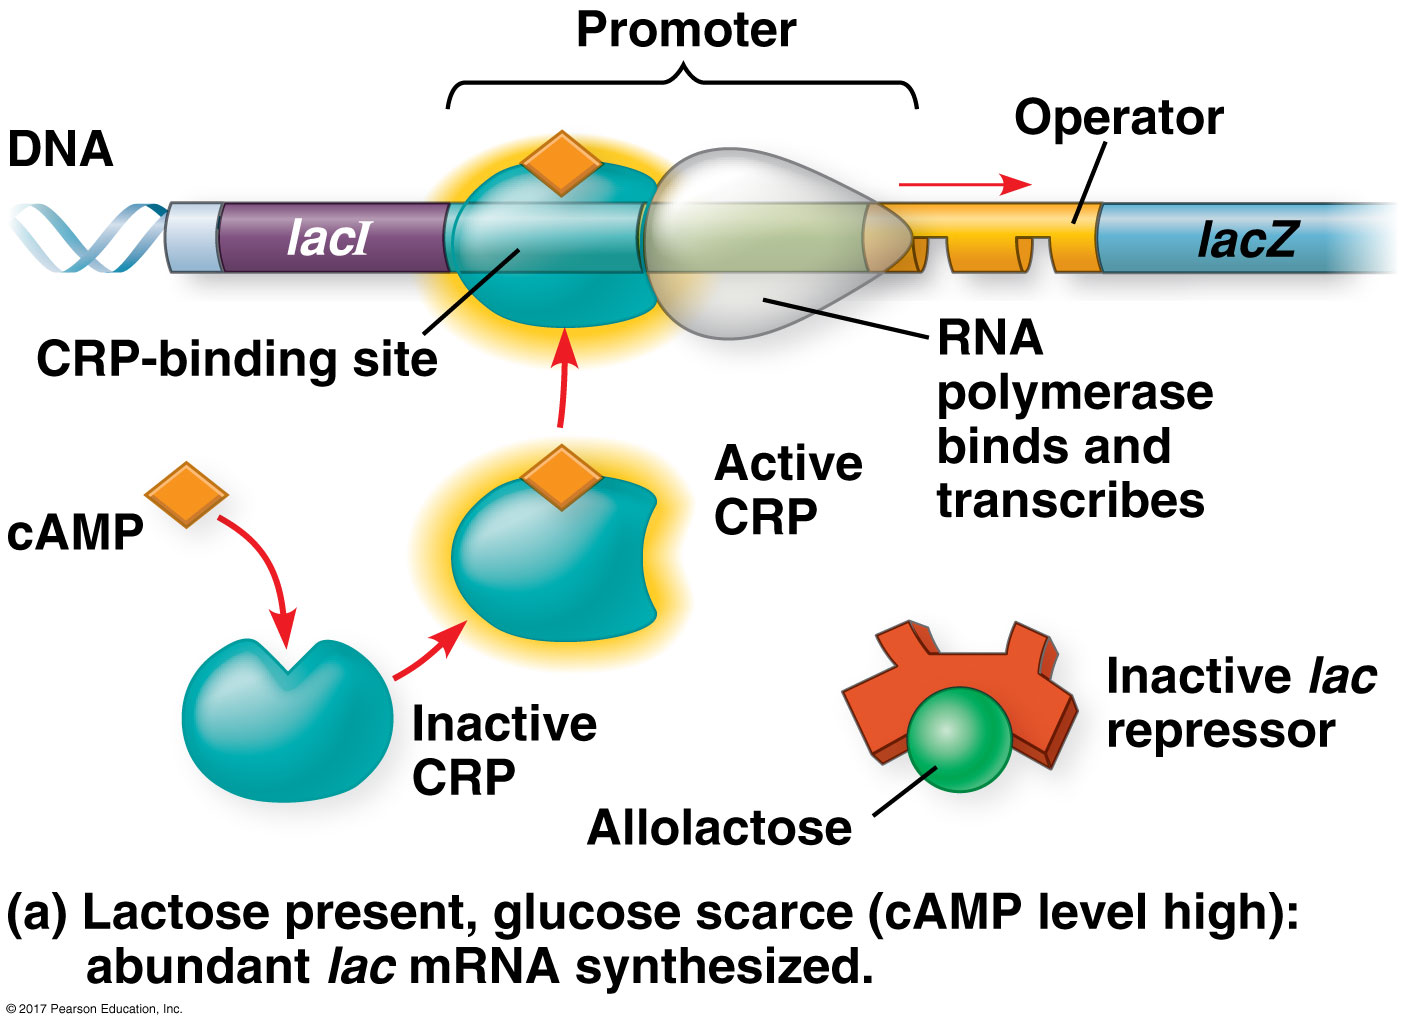 Promoter
Operator
DNA
lacI
lacZ
CRP-binding site
RNA
polymerase
binds and
transcribes
Active
CRP
cAMP
Inactive
CRP
Inactive lac
repressor
Allolactose
(a) Lactose present, glucose scarce (cAMP level high):
abundant lac mRNA synthesized.
© 2017 Pearson Education, Inc.